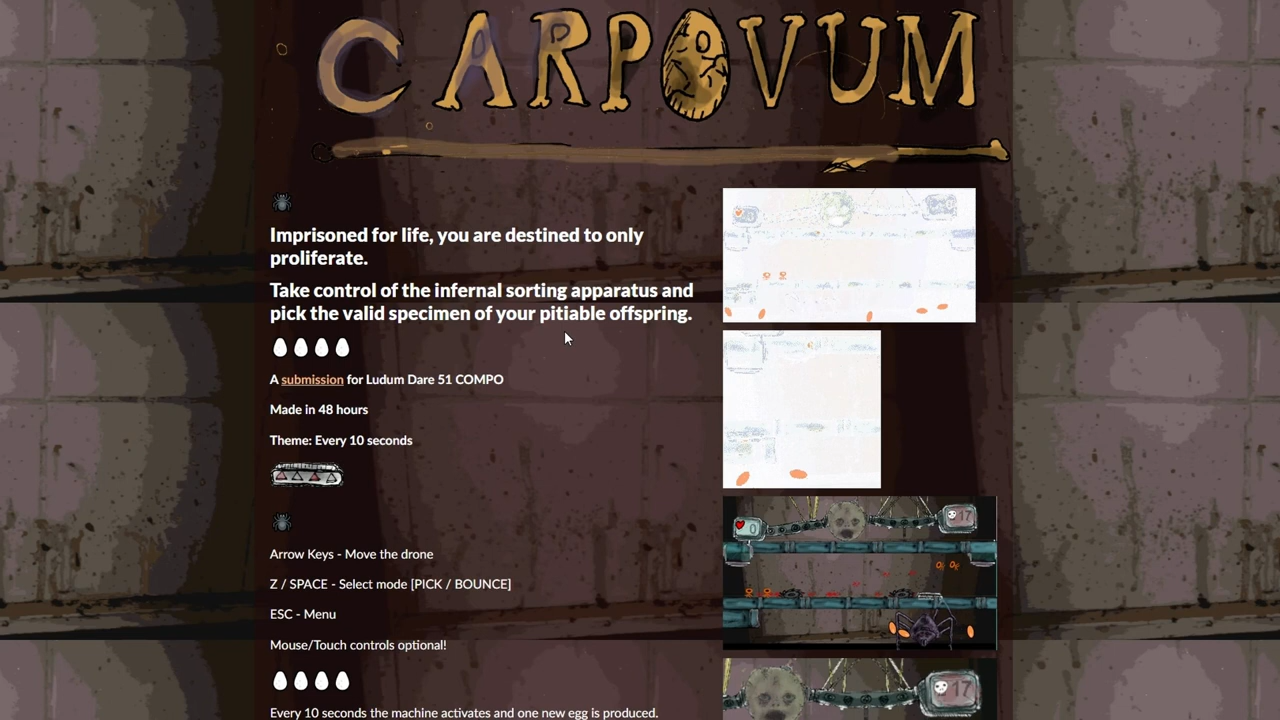 CARPOVUM
Imprisoned for life, you are destined to only
proliferate.
Take control of the infernal sorting apparatus and
pick the valid specimen of your pitiable offspring.
A submission for Ludum Dare 51 COMPO
Made in 48 hours
Theme: Every 10 seconds
Arrow Keys - Move the drone
Z / SPACE - Select mode [PICK / BOUNCE]
ESC - Menu
Mouse/Touch controls optional!
Every 10 seconds the machine activates and one new egg is produced.
0
17
17